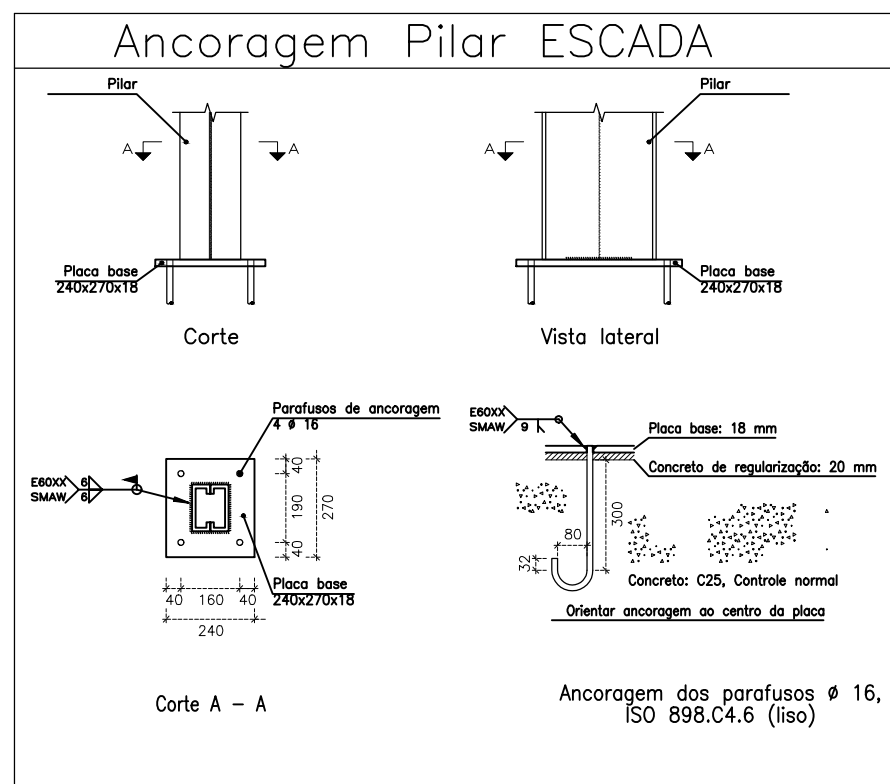 Ancoragem Pilar ESCADA
Pilar
A
A
Placa base
240x270x18
Corte
Pilar
A
A
Placa base
240x270x18
Vista lateral
Parafusos de ancoragem
4 ø 16
E60XX
SMAW
6
6
40
190
40
270
Placa base
240x270x18
40
160
40
240
Corte A - A
E60XX
SMAW
9
Placa base: 18 mm
Concreto de regularização: 20 mm
300
80
32
Concreto: C25, Controle normal
Orientar ancoragem ao centro da placa
Ancoragem dos parafusos ø 16,
ISO 898.C4.6 (liso)